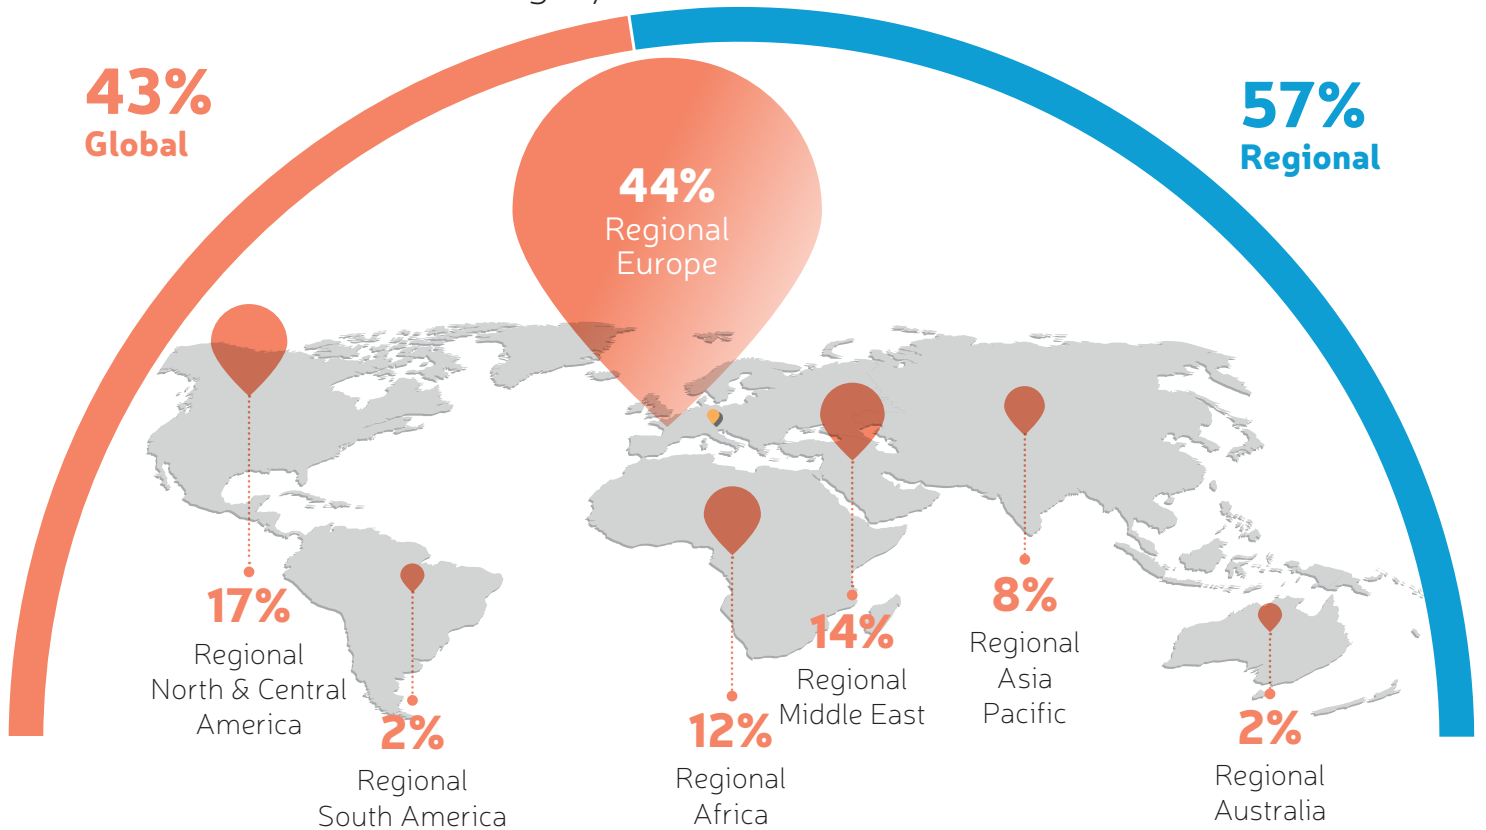 43%
Global
57%
Regional
44%
Regional
Europe
17%
Regional
North & Central
America
2%
Regional
South America
12%
Regional
Africa
14%
Regional
Middle East
8%
Regional
Asia
Pacific
2%
Regional
Australia